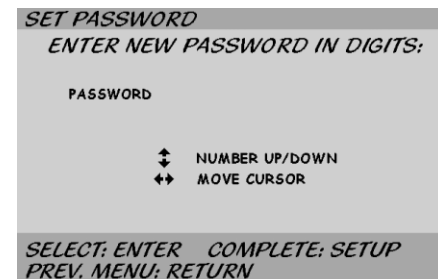 SET PASSWORD
ENTER NEW PASSWORD IN DIGITS:
PASSWORD
NUMBER UP/DOWN
MOVE CURSOR
SELECT: ENTER COMPLETE: SETUP
PREV. MENU: RETURN